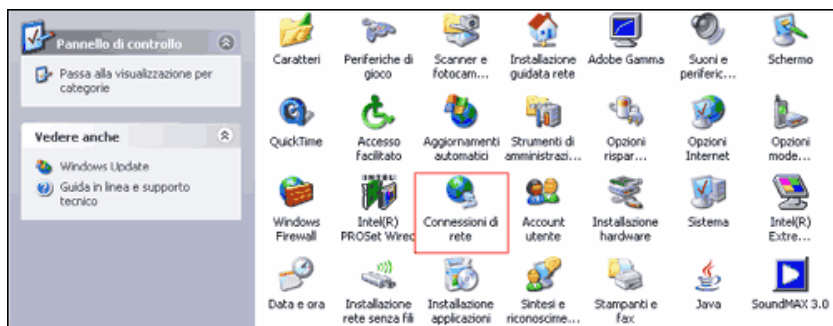 Pannello di controllo
Passa alla visualizzazione per
categorie
Vedere anche
Windows Update
Guida in linea e supporto
tecnico
Caratteri
Periferiche di
gioco
Scanner e
fotocam...
Installazione
guidata rete
Adobe Gamma
Suoni e
periferic...
Schermo
QuickTime
Accesso
facilitato
Aggiornamenti
automatici
Strumenti di
amministrazi...
Opzioni
rispar...
Opzioni
Internet
Opzioni
mode...
Windows
Firewall
Intel(R)
PROSet Wired
Connessioni di
rete
Account
utente
Installazione
hardware
Sistema
Intel(R)
Extre...
Data e ora
Installazione
rete senza fili
Installazione
applicazioni
Sintesi e
riconoscime...
Stampanti e
fax
Java
SoundMAX 3.0